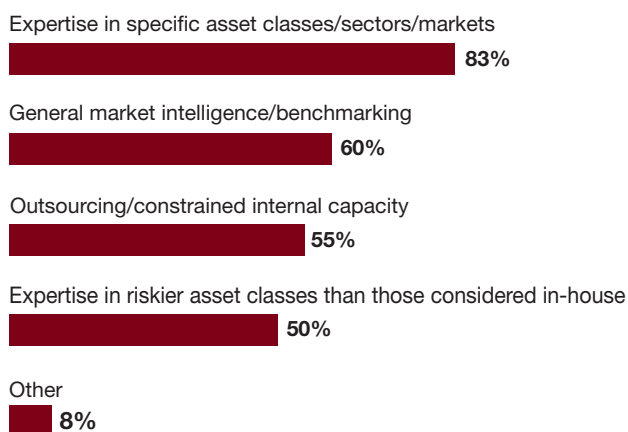 Expertise in specific asset classes/sectors/markets
83%
General market intelligence/benchmarking
60%
Outsourcing/constrained internal capacity
55%
Expertise in riskier asset classes than those considered in-house
50%
Other
8%